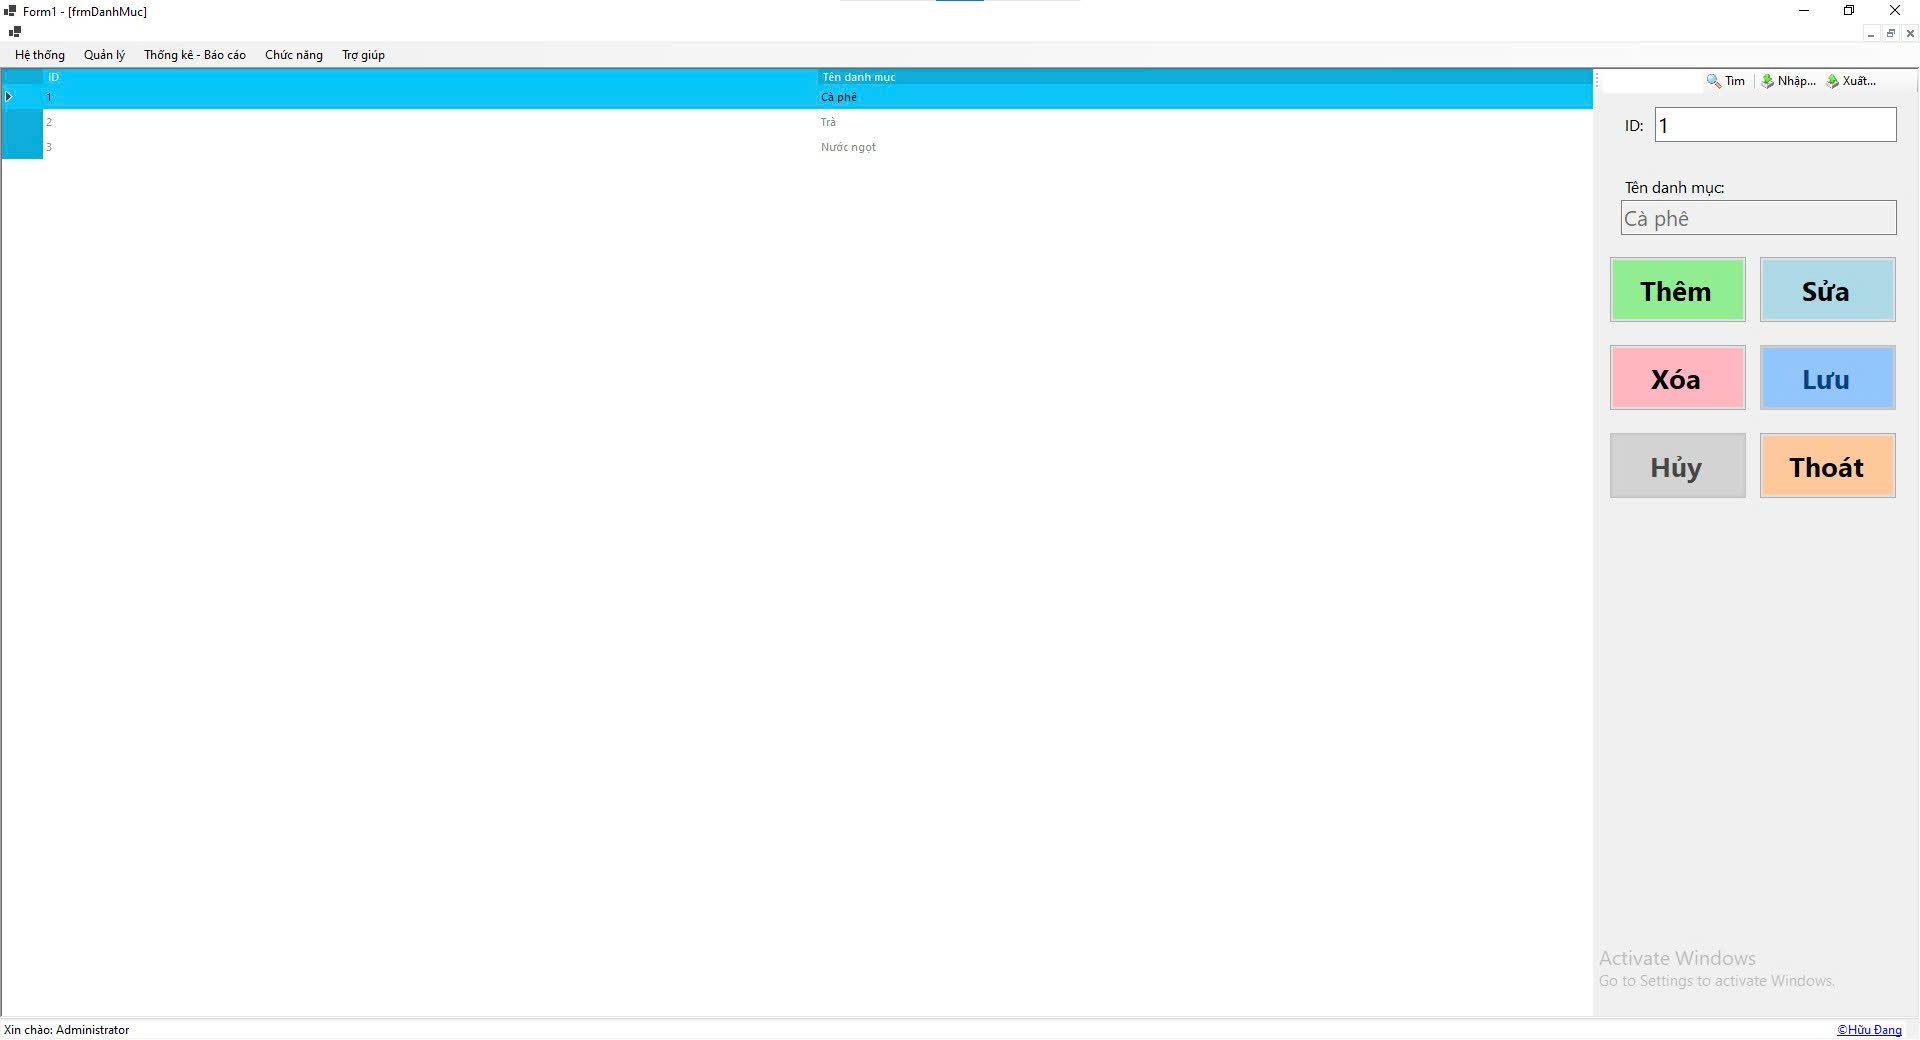 Form1 - [frmDanhMuc]
Hệ thống Quản lý Thống kê - Báo cáo Chức năng Trợ giúp
ID Tên danh mục
1 Cà phê
2 Trà
3 Nước ngọt
Tìm Nhập... Xuất...
ID: 1
Tên danh mục:
Cà phê
Thêm Sửa
Xóa Lưu
Hủy Thoát
Activate Windows
Go to Settings to activate Windows.
Xin chào: Administrator ©Hữu Đang